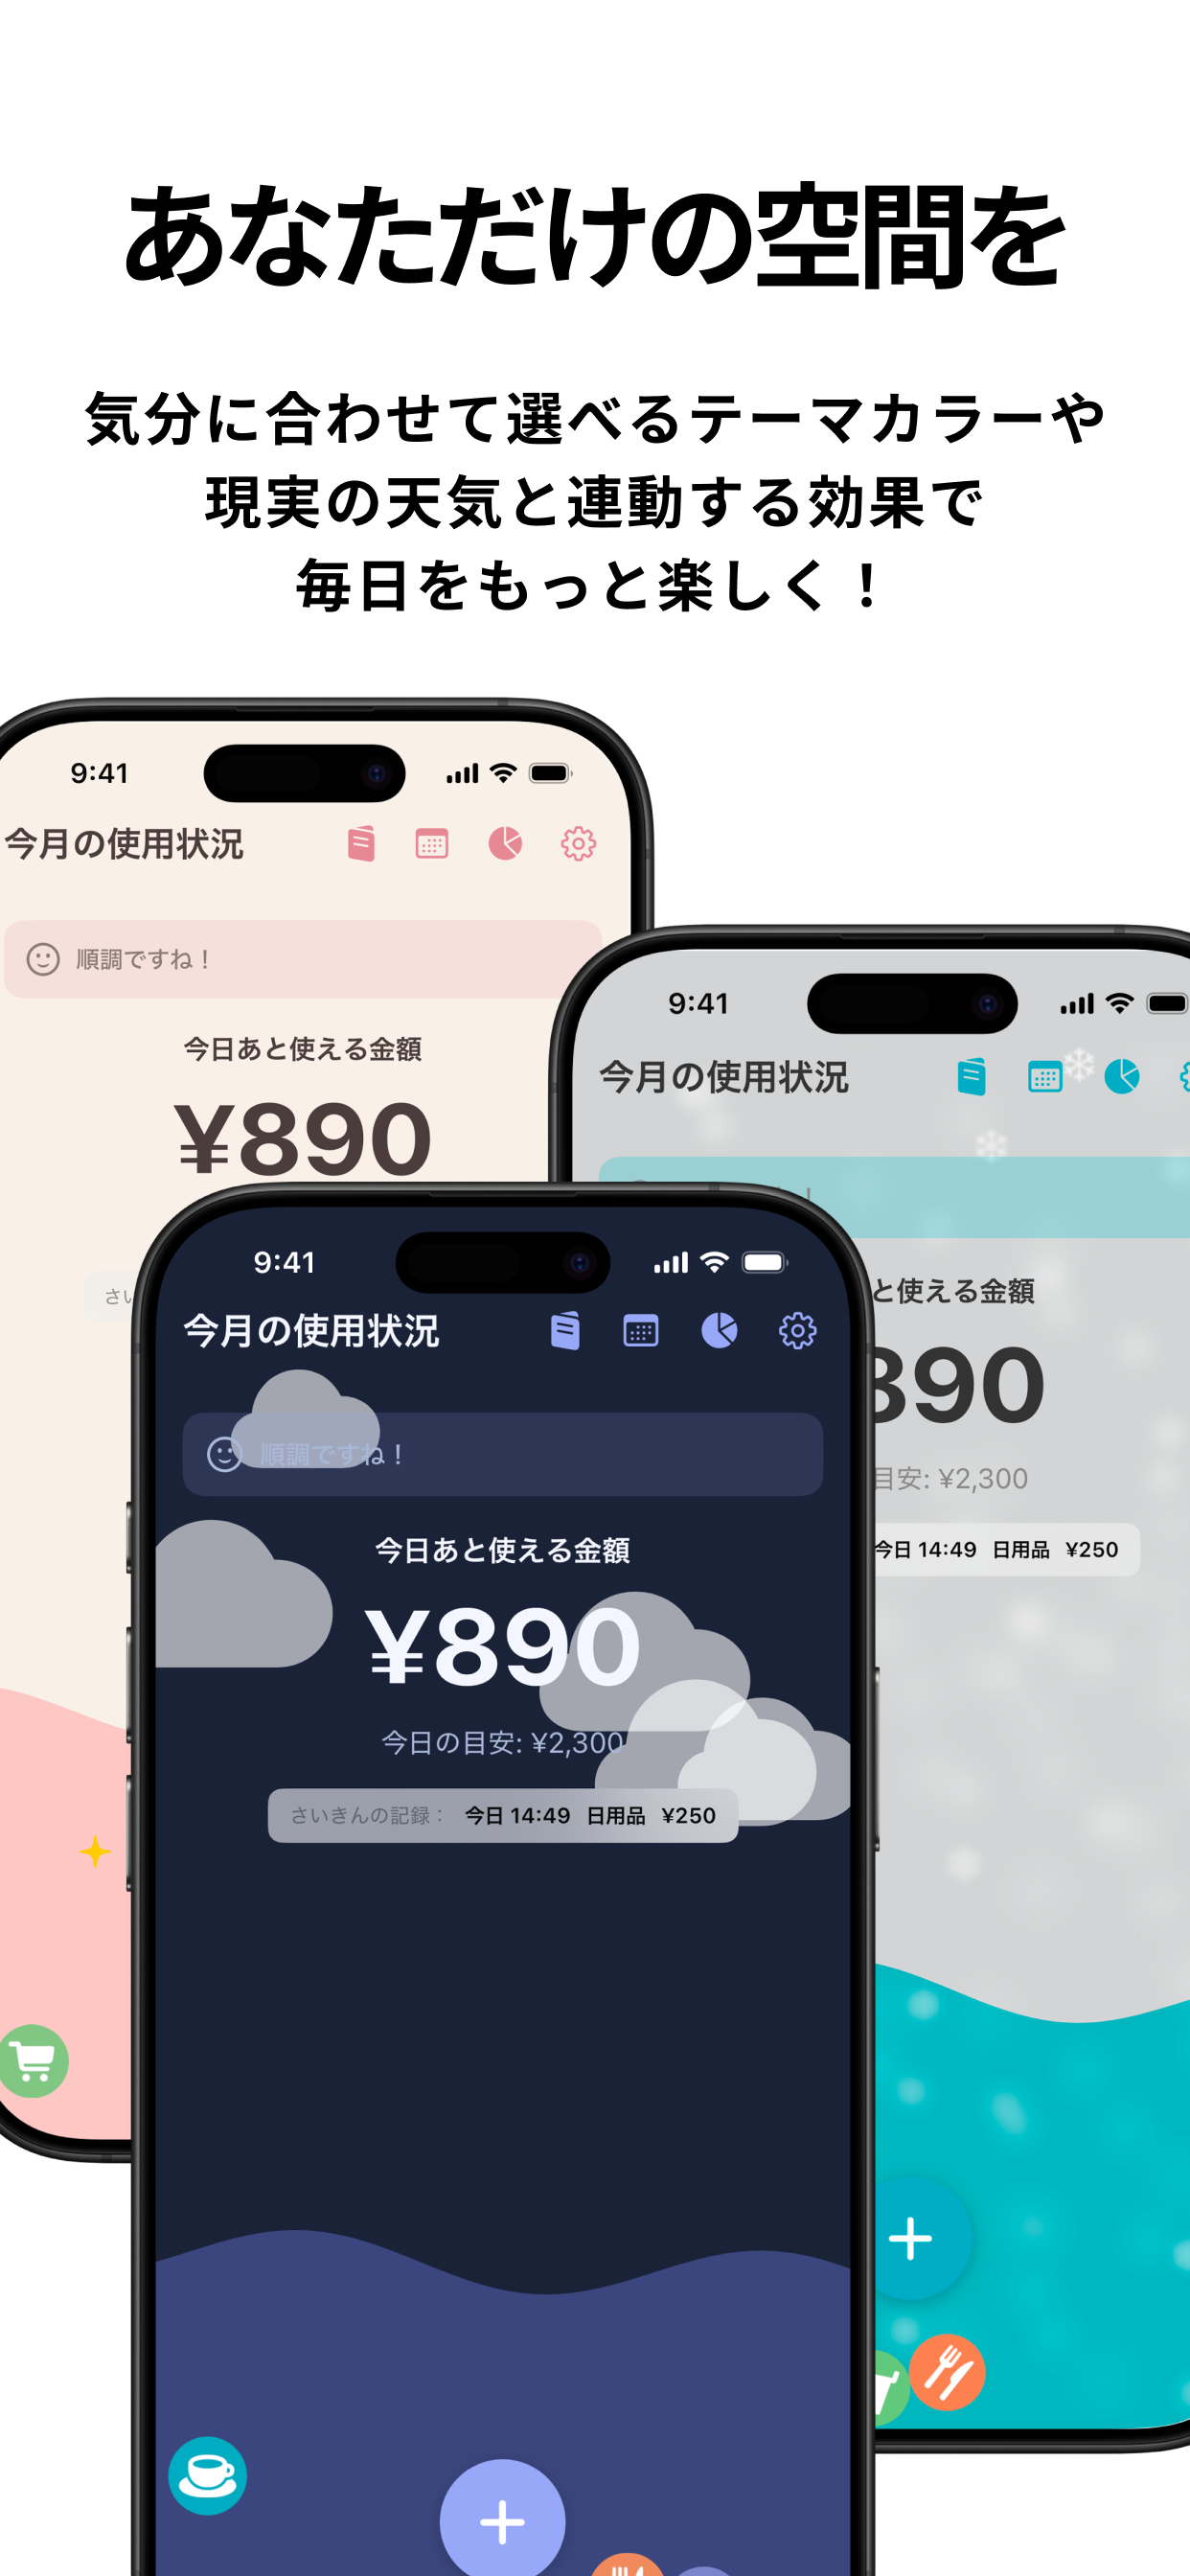 あなただけの空間を
気分に合わせて選べるテーマカラーや
現実の天気と連動する効果で
毎日をもっと楽しく！
9:41
今月の使用状況
順調ですね！
今日あと使える金額
¥890
さい
9:41
今月の使用状況
！
と使える金額
890
目安: ¥2,300
今日 14:49 日用品 ¥250
9:41
今月の使用状況
順調ですね！
今日あと使える金額
¥890
今日の目安: ¥2,300
さいきんの記録： 今日 14:49 日用品 ¥250